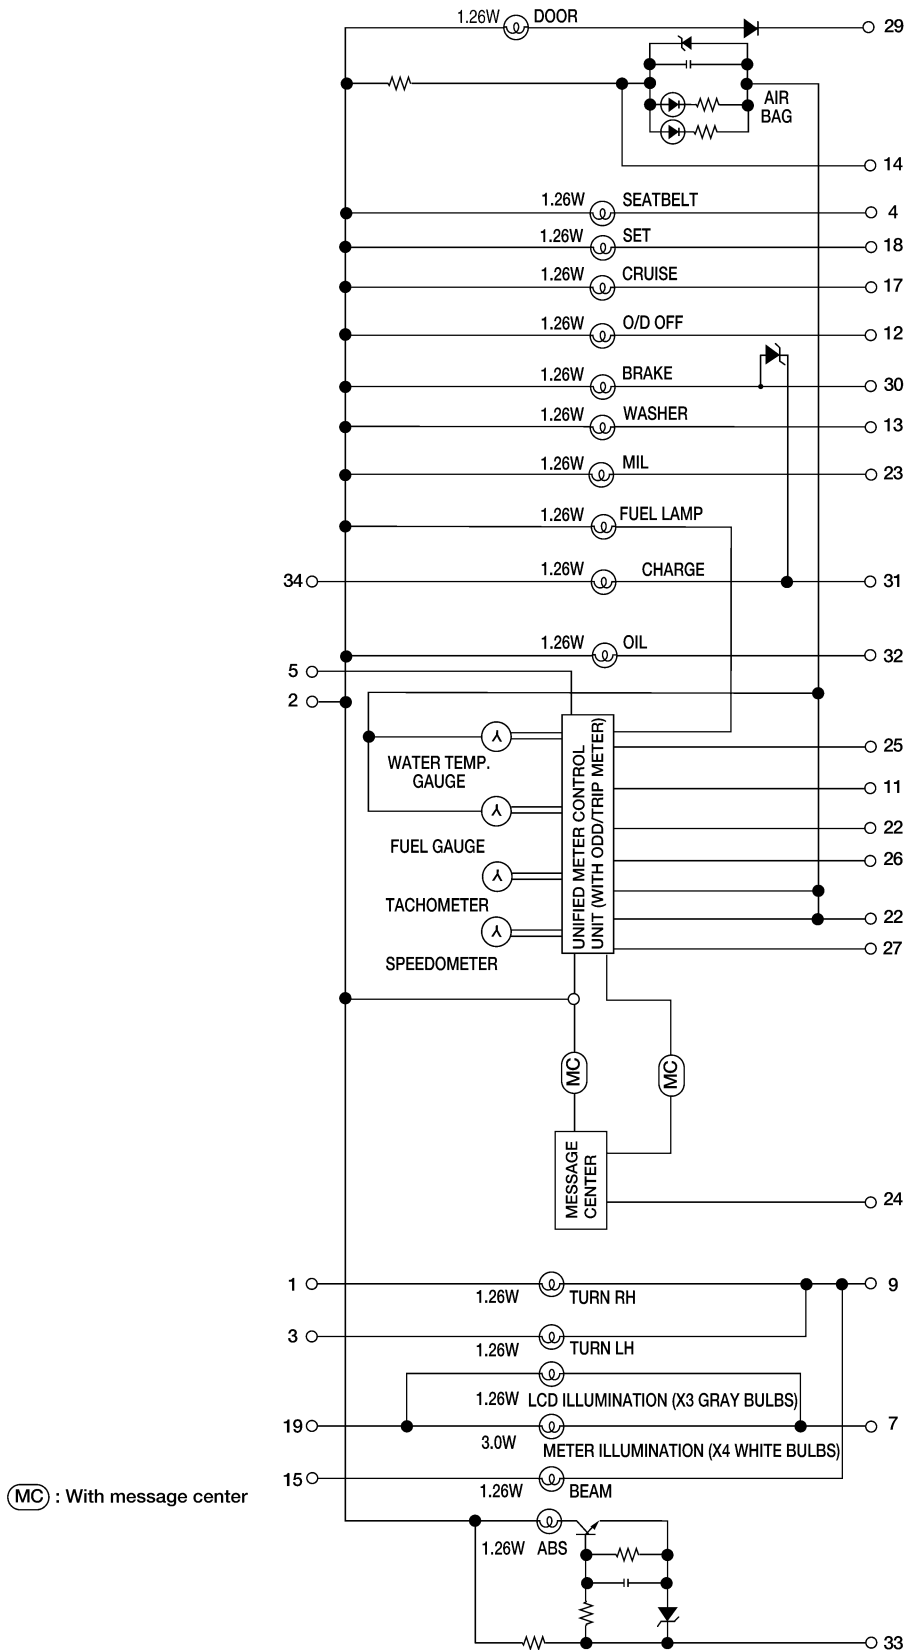 1.26W DOOR 29
AIR
BAG
14
1.26W SEATBELT 4
1.26W SET 18
1.26W CRUISE 17
1.26W O/D OFF 12
1.26W BRAKE 30
1.26W WASHER 13
1.26W MIL 23
1.26W FUEL LAMP
34 1.26W CHARGE 31
1.26W OIL 32
5
2
UNIFIED METER CONTROL
UNIT (WITH ODD/TRIP METER)
25
WATER TEMP.
GAUGE
11
22
FUEL GAUGE
26
TACHOMETER
22
27
SPEEDOMETER
MC MC
MESSAGE
CENTER
24
1 1.26W TURN RH 9
3 1.26W TURN LH
1.26W LCD ILLUMINATION (X3 GRAY BULBS)
19 7
3.0W METER ILLUMINATION (X4 WHITE BULBS)
15 1.26W BEAM
MC : With message center
1.26W ABS
33